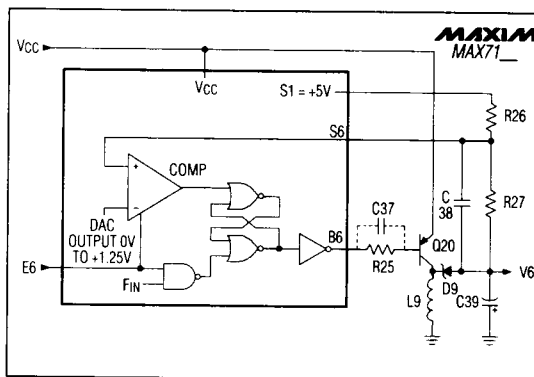 MAXIM
MAX71__
VCC
VCC
S1 = +5V
R26
S6
COMP
+
−
C
38
R27
DAC
OUTPUT 0V
TO +1.25V
C37
B6
Q20
E6
FIN
R25
V6
L9
D9
C39
+